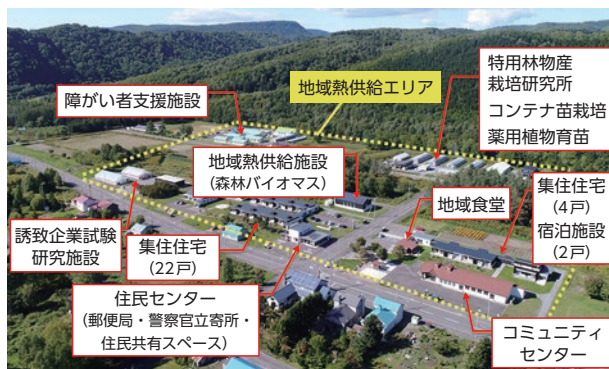 特用林物産
栽培研究所
コンテナ苗栽培
薬用植物育苗
地域熱供給エリア
障がい者支援施設
地域熱供給施設
(森林バイオマス)
地域食堂
集住住宅
(4戸)
宿泊施設
(2戸)
誘致企業試験
研究施設
集住住宅
(22戸)
住民センター
(郵便局・警察官立寄所・
住民共有スペース)
コミュニティ
センター